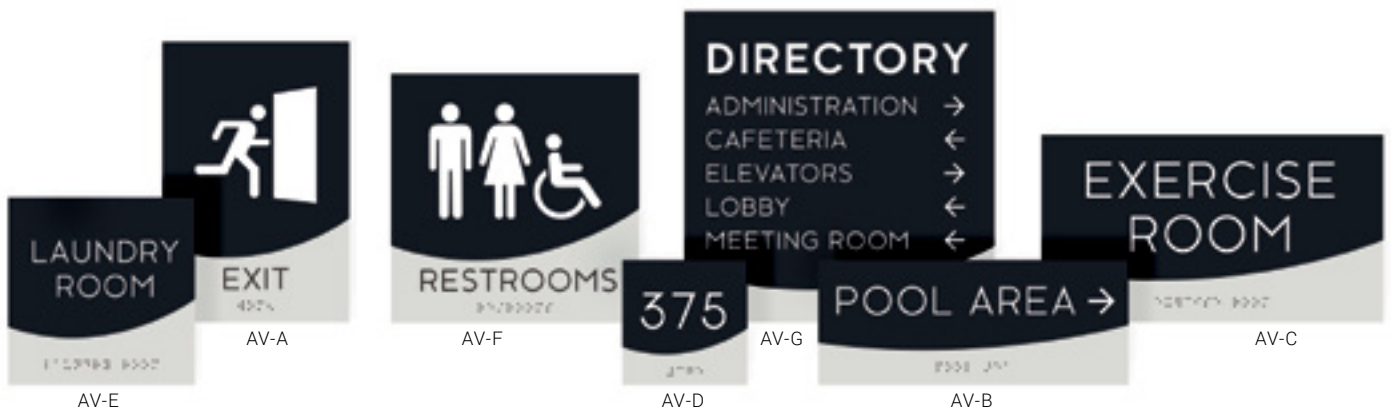 LAUNDRY
ROOM
AV-E
EXIT
AV-A
RESTROOMS
AV-F
375
AV-D
DIRECTORY
ADMINISTRATION →
CAFETERIA ←
ELEVATORS →
LOBBY ←
MEETING ROOM ←
AV-G
POOL AREA →
AV-B
EXERCISE
ROOM
AV-C